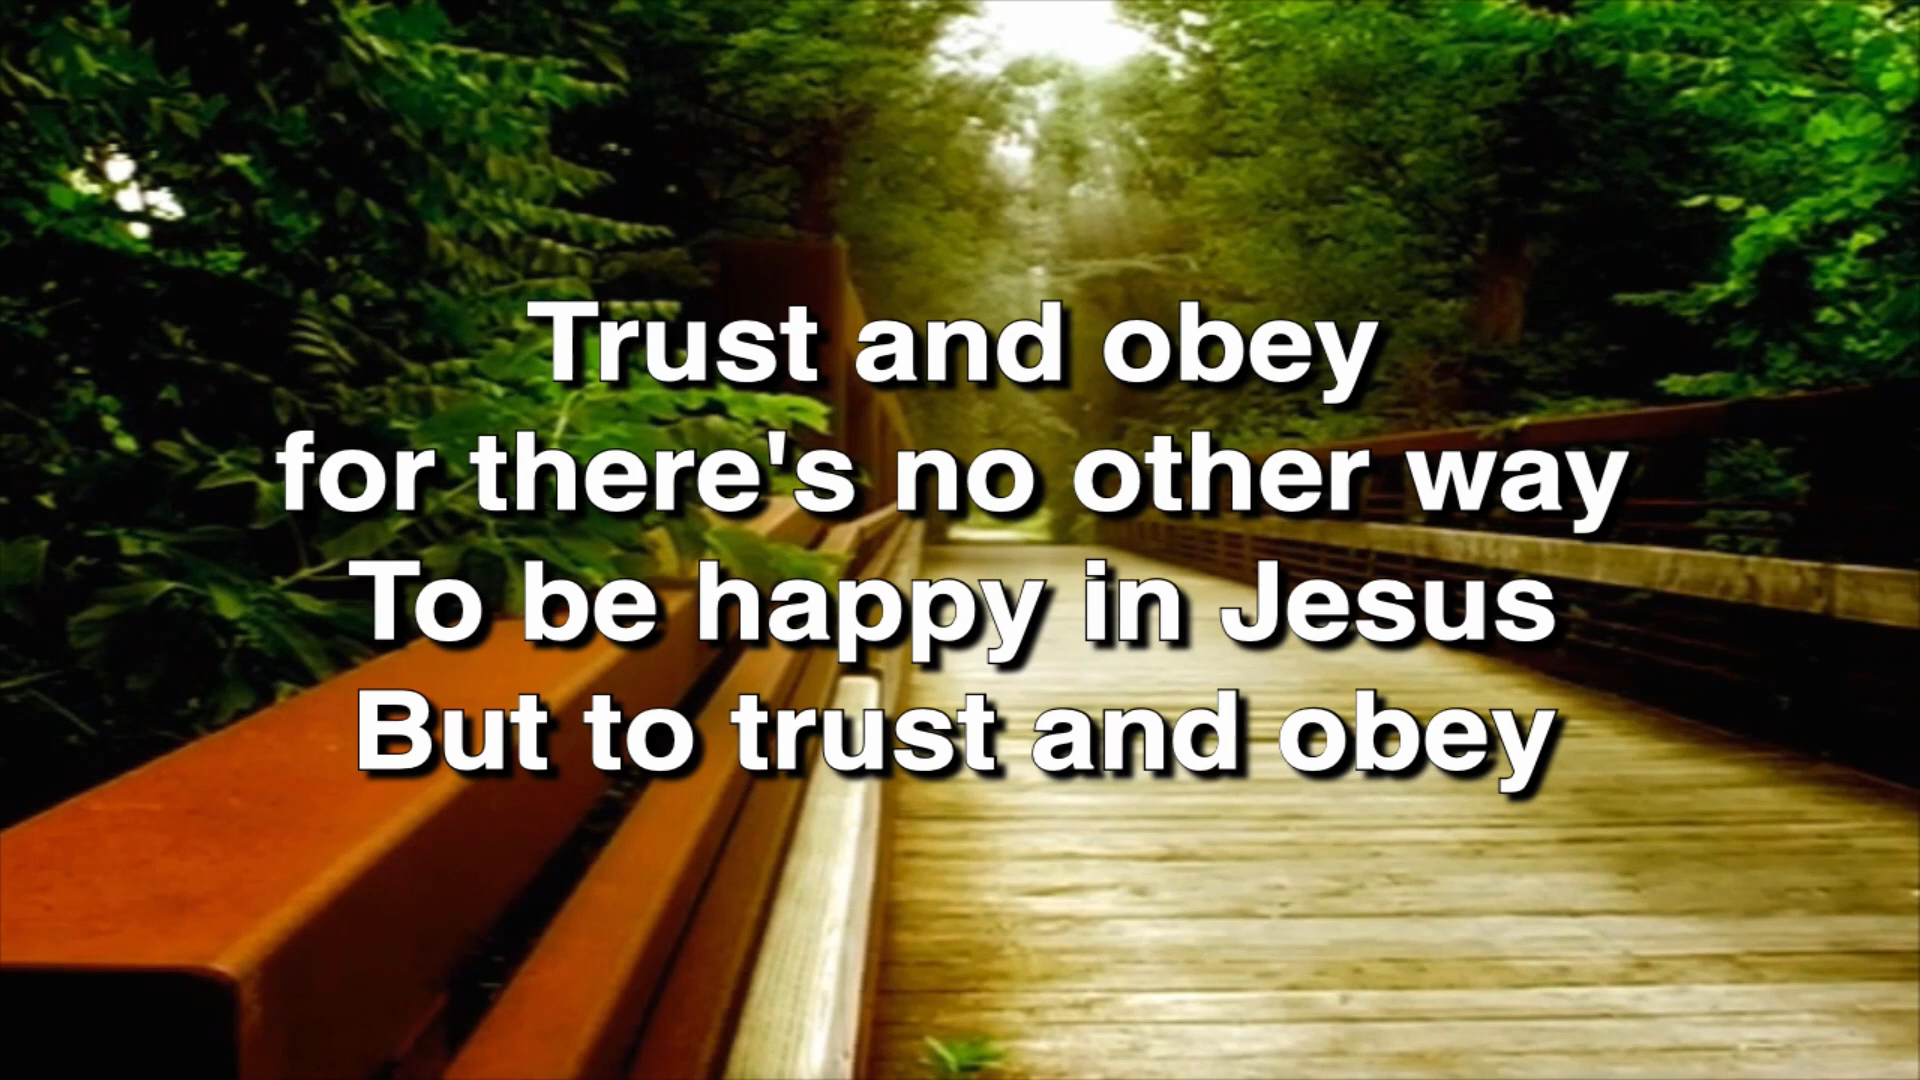 Trust and obey
for there's no other way
To be happy in Jesus
But to trust and obey